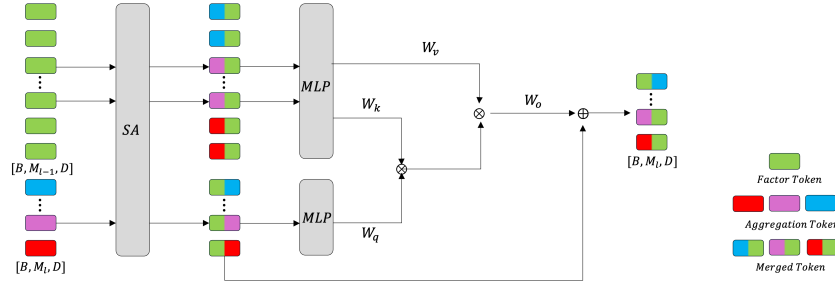 SA
MLP
W_v
W_k
W_o
[B, M_{l-1}, D]
[B, M_l, D]
MLP
W_q
[B, M_l, D]
Factor Token
Aggregation Token
Merged Token